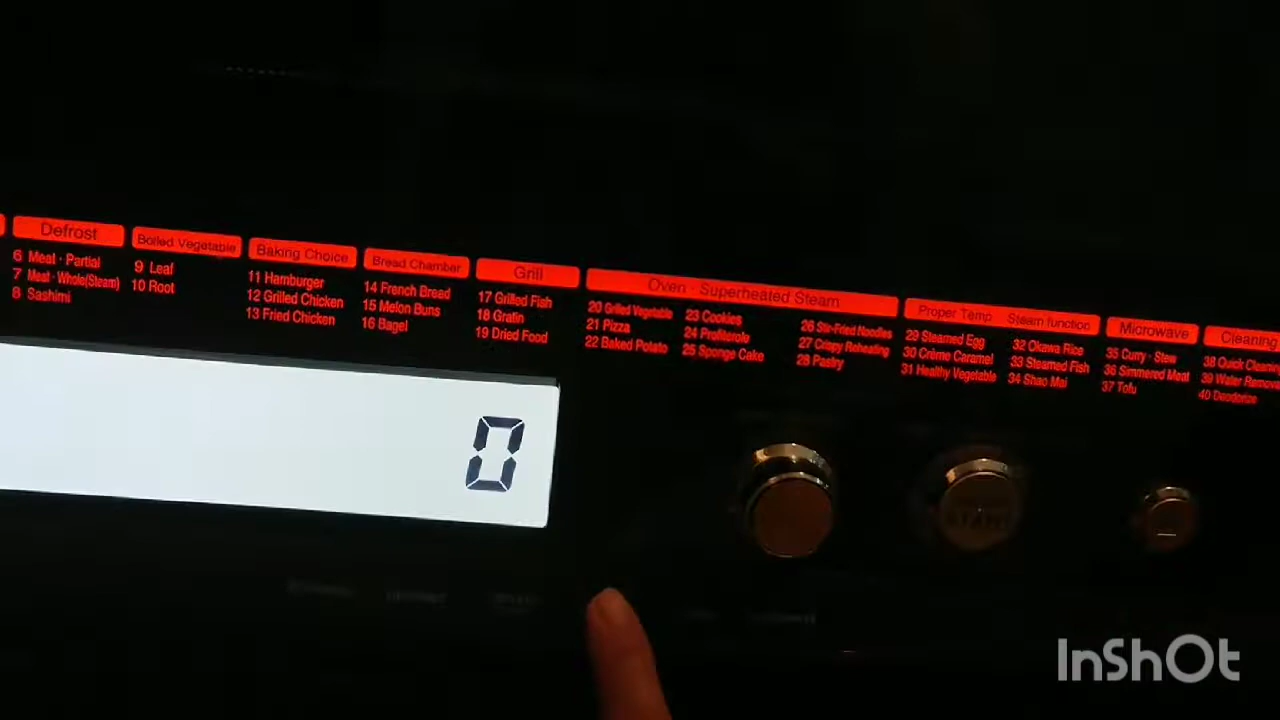 Defrost
6 Meat · Partial
7 Meat · Whole(Steam)
8 Sashimi
Boiled Vegetable
9 Leaf
10 Root
Baking Choice
11 Hamburger
12 Grilled Chicken
13 Fried Chicken
Bread Chamber
14 French Bread
15 Melon Buns
16 Bagel
Grill
17 Grilled Fish
18 Gratin
19 Dried Food
Oven · Superheated Steam
20 Grilled Vegetable
21 Pizza
22 Baked Potato
23 Cookies
24 Profiterole
25 Sponge Cake
26 Stir-Fried Noodles
27 Crispy Reheating
28 Pastry
Proper Temp Steam function
29 Steamed Egg
30 Crème Caramel
31 Healthy Vegetable
32 Okawa Rice
33 Steamed Fish
34 Shao Mai
Microwave
35 Curry · Stew
36 Simmered Meat
37 Tofu
Cleaning
38 Quick Cleanin
39 Water Remove
40 Deodorize
0
START
InShOt